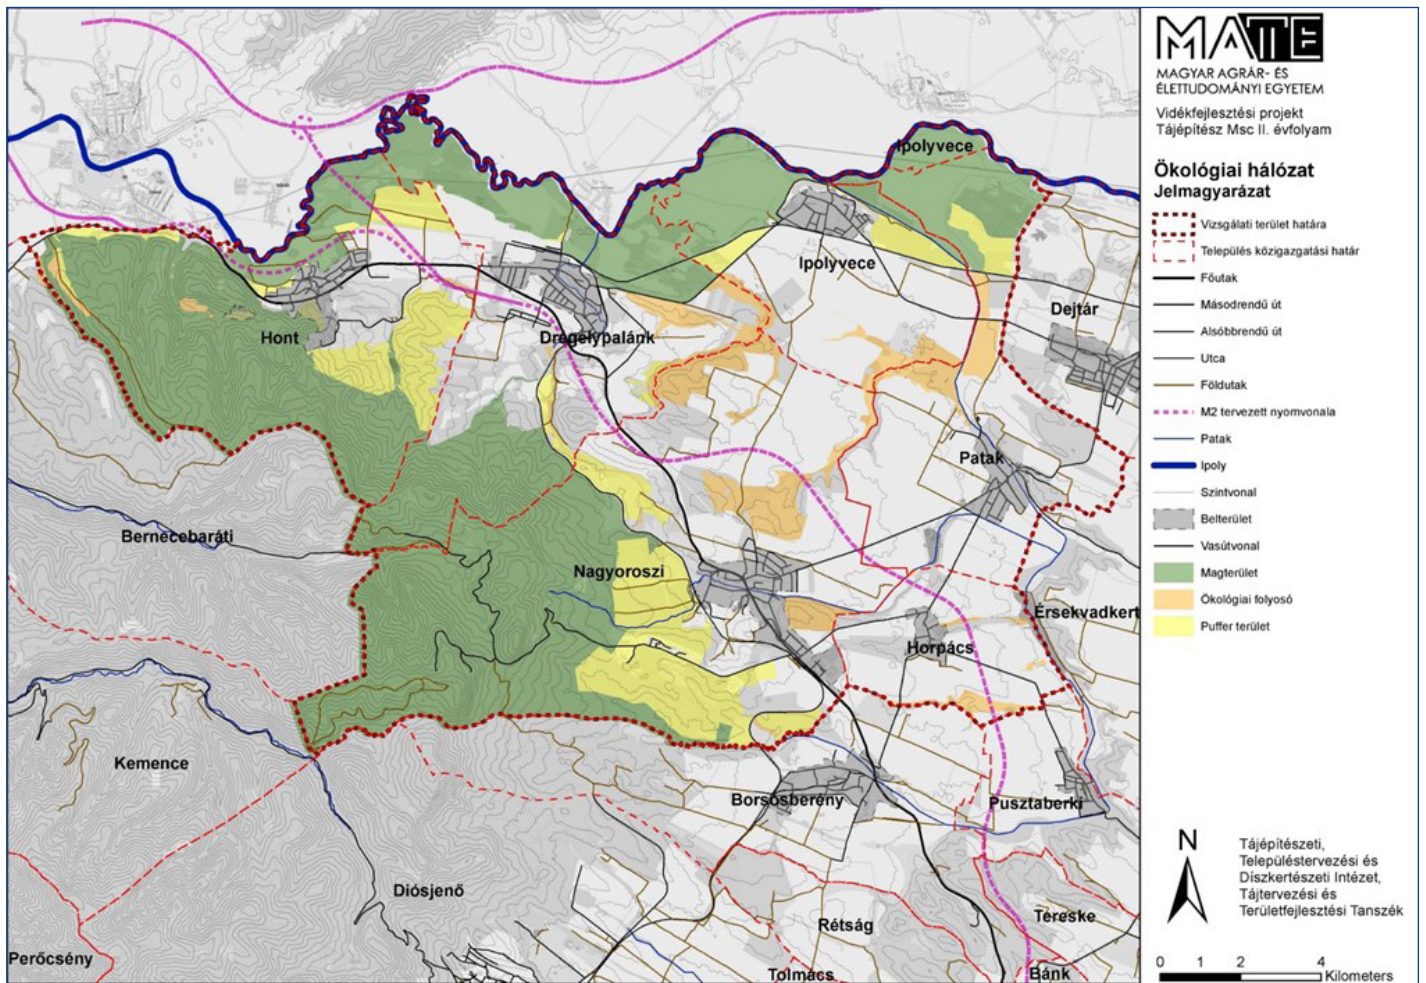 MATE
MAGYAR AGRÁR- ÉS
ÉLETTUDOMÁNYI EGYETEM
Vidékfejlesztési projekt
Tájépítész Msc II. évfolyam
Ökológiai hálózat
Jelmagyarázat
Vizsgálati terület határa
Település közigazgatási határ
Főutak
Másodrendű út
Alsóbbrendű út
Utca
Földutak
M2 tervezett nyomvonala
Patak
Ipoly
Szintvonal
Belterület
Vasútvonal
Magterület
Ökológiai folyosó
Puffer terület
Ipolyvece
Ipolyvece
Dejtár
Hont
Drégelypalánk
Patak
Bernecebaráti
Nagyoroszi
Érsekvadkert
Horpács
Kemence
Borsosberény
Pusztaberki
Diósjenő
Rétság
Tereske
Perőcsény
Tolmács
Bánk
N
Tájépítészeti,
Településtervezési és
Díszkertészeti Intézet,
Tájtervezési és
Területfejlesztési Tanszék
0 1 2 4
Kilometers